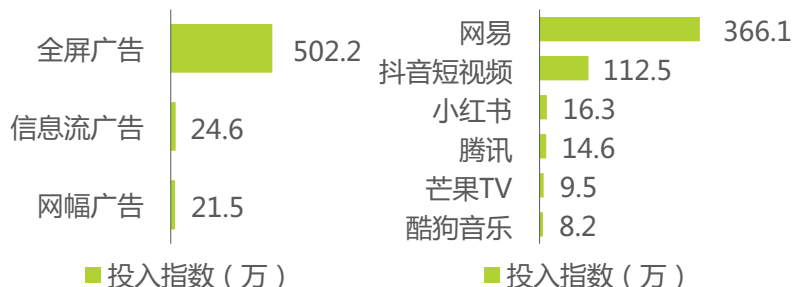 全屏广告 502.2
信息流广告 24.6
网幅广告 21.5
投入指数（万）
网易 366.1
抖音短视频 112.5
小红书 16.3
腾讯 14.6
芒果TV 9.5
酷狗音乐 8.2
投入指数（万）